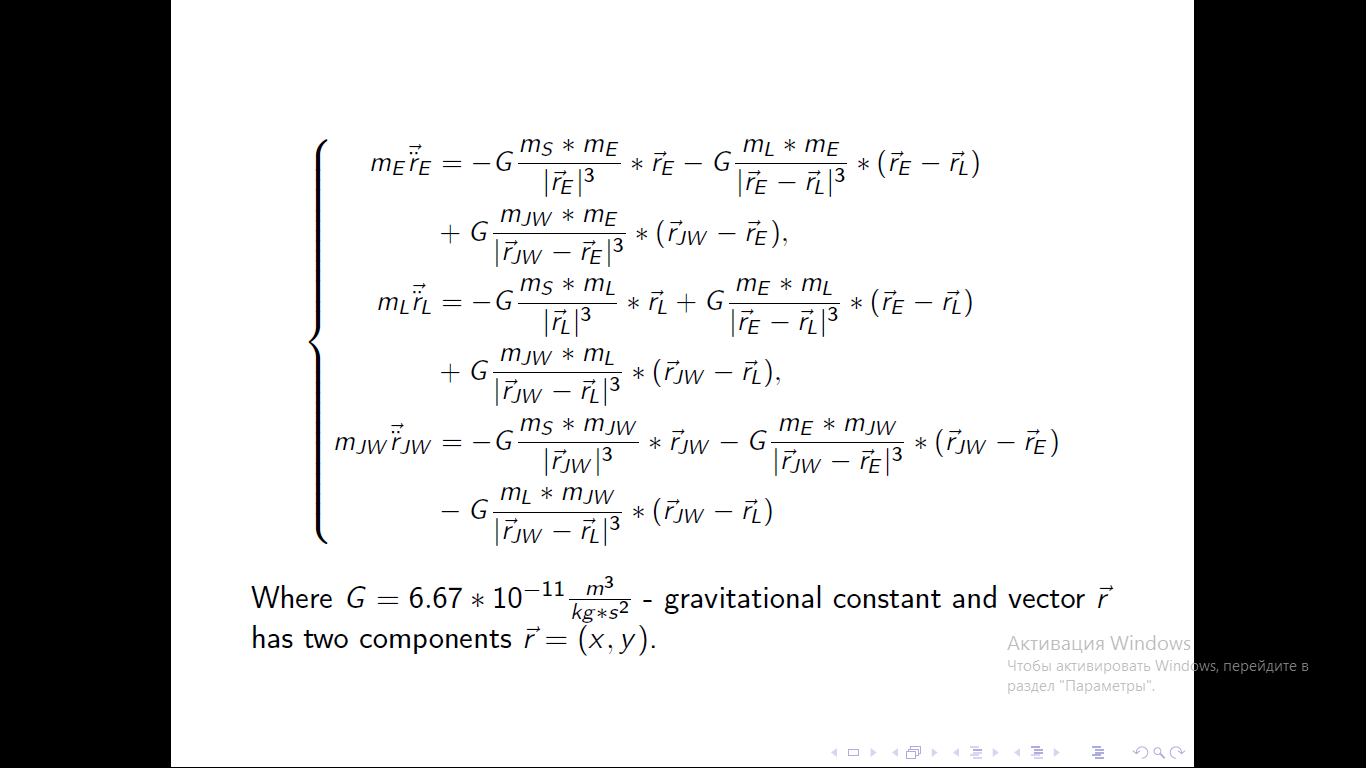 m_E \ddot{\vec{r}}_E = -G \frac{m_S * m_E}{|\vec{r}_E|^3} * \vec{r}_E - G \frac{m_L * m_E}{|\vec{r}_E - \vec{r}_L|^3} * (\vec{r}_E - \vec{r}_L)
+ G \frac{m_{JW} * m_E}{|\vec{r}_{JW} - \vec{r}_E|^3} * (\vec{r}_{JW} - \vec{r}_E),
m_L \ddot{\vec{r}}_L = -G \frac{m_S * m_L}{|\vec{r}_L|^3} * \vec{r}_L + G \frac{m_E * m_L}{|\vec{r}_E - \vec{r}_L|^3} * (\vec{r}_E - \vec{r}_L)
+ G \frac{m_{JW} * m_L}{|\vec{r}_{JW} - \vec{r}_L|^3} * (\vec{r}_{JW} - \vec{r}_L),
m_{JW} \ddot{\vec{r}}_{JW} = -G \frac{m_S * m_{JW}}{|\vec{r}_{JW}|^3} * \vec{r}_{JW} - G \frac{m_E * m_{JW}}{|\vec{r}_{JW} - \vec{r}_E|^3} * (\vec{r}_{JW} - \vec{r}_E)
- G \frac{m_L * m_{JW}}{|\vec{r}_{JW} - \vec{r}_L|^3} * (\vec{r}_{JW} - \vec{r}_L)
Where G = 6.67 * 10^{-11} \frac{m^3}{kg*s^2} - gravitational constant and vector \vec{r}
has two components \vec{r} = (x, y).
Активация Windows
Чтобы активировать Windows, перейдите в
раздел "Параметры".